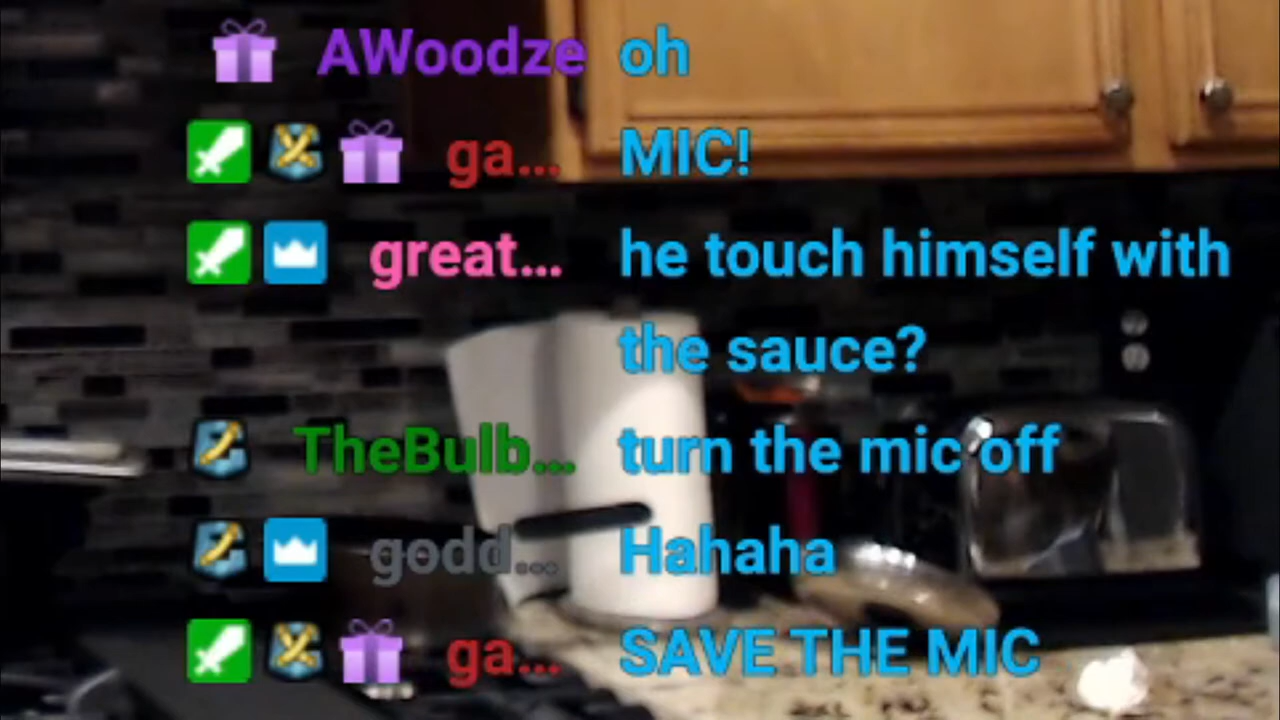 AWoodze oh
ga... MIC!
great... he touch himself with
the sauce?
TheBulb... turn the mic off
godd... Hahaha
ga... SAVE THE MIC